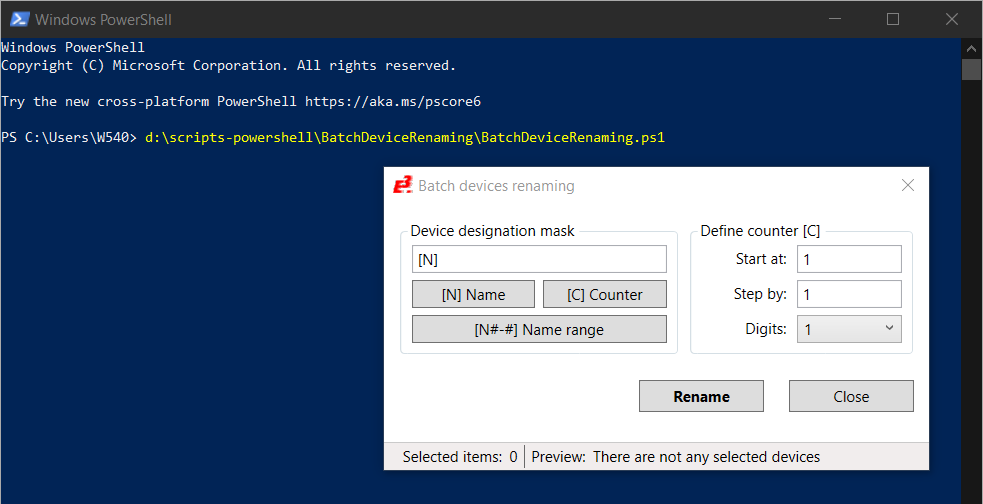 Windows PowerShell
Windows PowerShell
Copyright (C) Microsoft Corporation. All rights reserved.
Try the new cross-platform PowerShell https://aka.ms/pscore6
PS C:\Users\W540> d:\scripts-powershell\BatchDeviceRenaming\BatchDeviceRenaming.ps1
E3. Batch devices renaming
Device designation mask
[N]
[N] Name
[C] Counter
[N#-#] Name range
Define counter [C]
Start at: 1
Step by: 1
Digits: 1
Rename
Close
Selected items: 0 Preview: There are not any selected devices